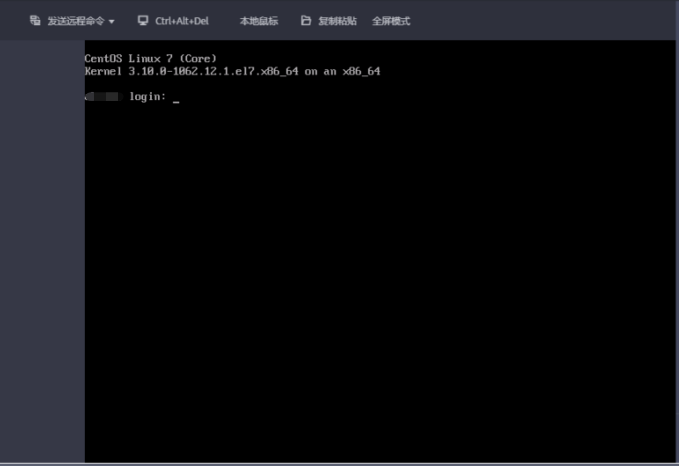 发送远程命令 Ctrl+Alt+Del 本地鼠标 复制粘贴 全屏模式
CentOS Linux 7 (Core)
Kernel 3.10.0-1062.12.1.el7.x86_64 on an x86_64
login: _